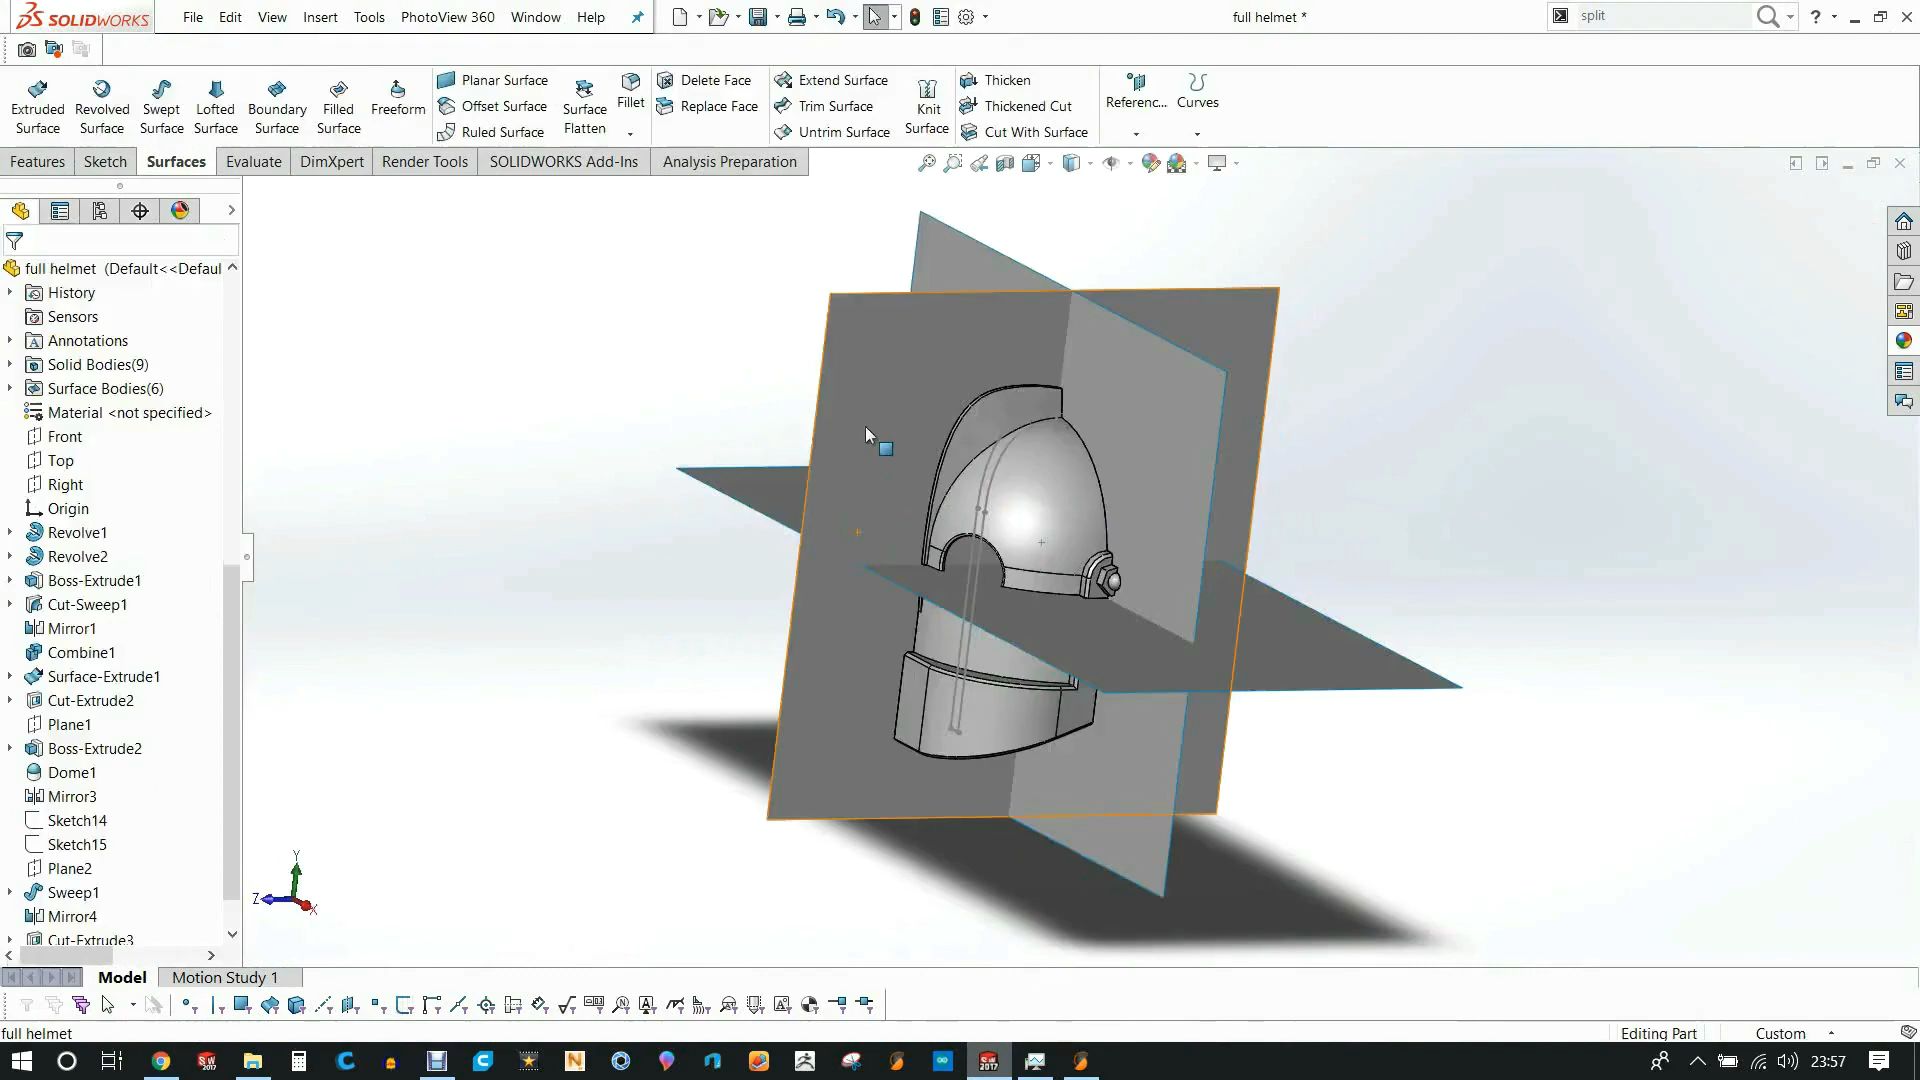 SOLIDWORKS File Edit View Insert Tools PhotoView 360 Window Help full helmet * split
Extruded Surface
Revolved Surface
Swept Surface
Lofted Surface
Boundary Surface
Filled Surface
Freeform
Planar Surface
Offset Surface
Ruled Surface
Surface Flatten
Fillet
Delete Face
Replace Face
Extend Surface
Trim Surface
Untrim Surface
Knit Surface
Thicken
Thickened Cut
Cut With Surface
Referenc...
Curves
Features Sketch Surfaces Evaluate DimXpert Render Tools SOLIDWORKS Add-Ins Analysis Preparation
full helmet (Default<<Defaul
History
Sensors
Annotations
Solid Bodies(9)
Surface Bodies(6)
Material <not specified>
Front
Top
Right
Origin
Revolve1
Revolve2
Boss-Extrude1
Cut-Sweep1
Mirror1
Combine1
Surface-Extrude1
Cut-Extrude2
Plane1
Boss-Extrude2
Dome1
Mirror3
Sketch14
Sketch15
Plane2
Sweep1
Mirror4
Cut-Extrude3
Y
Z
X
Model Motion Study 1
full helmet Editing Part Custom
23:57